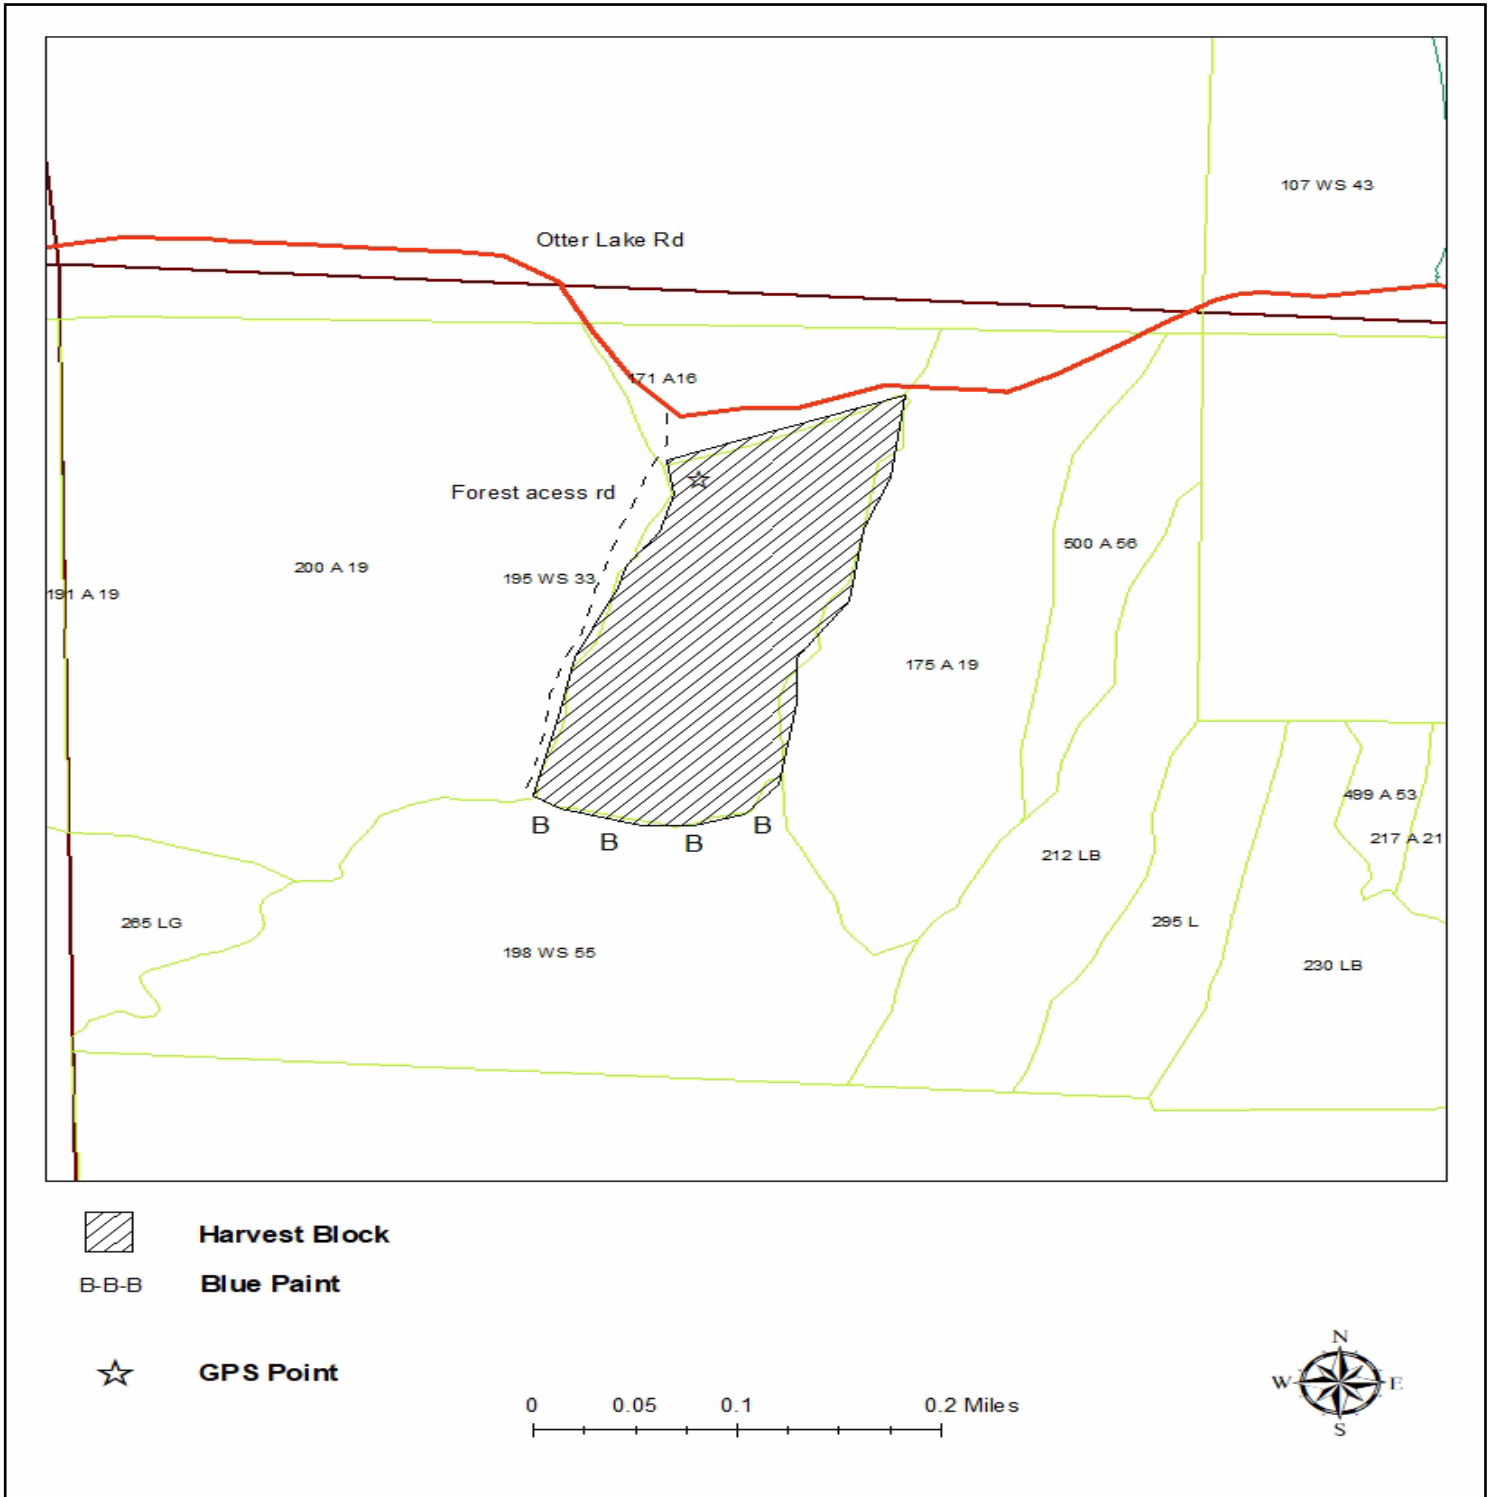 107 WS 43
Otter Lake Rd
171 A16
Forest acess rd
500 A 56
200 A 19
195 WS 33
191 A 19
175 A 19
499 A 53
B B B B
217 A 21
212 LB
265 LG
295 L
198 WS 55
230 LB
Harvest Block
B-B-B Blue Paint
GPS Point
N
W E
S
0 0.05 0.1 0.2 Miles